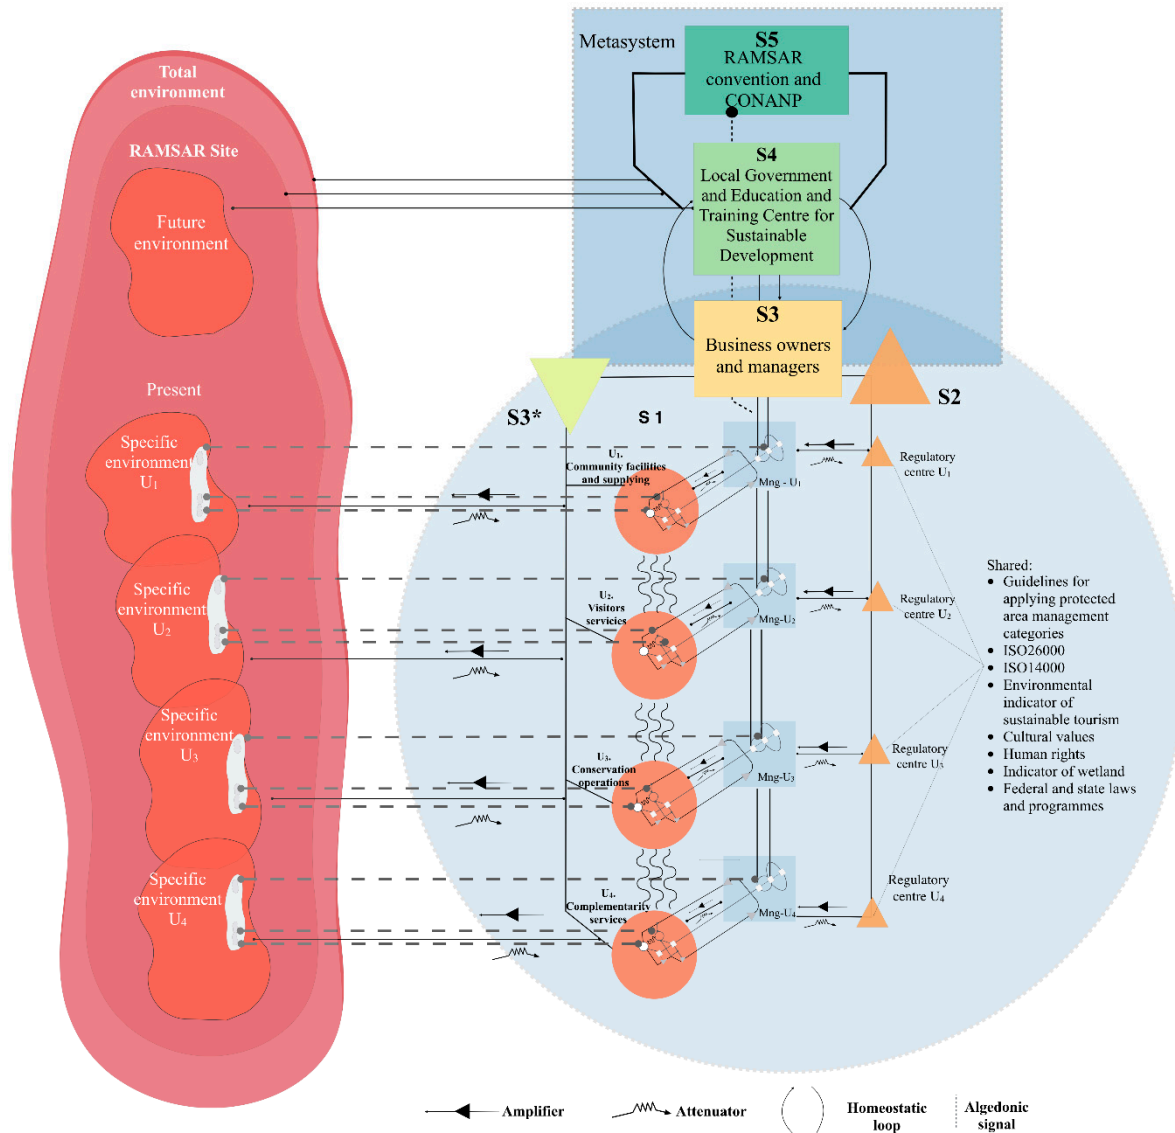 Total
environment
RAMSAR Site
Future
environment
Present
Specific
environment
U1
Specific
environment
U2
Specific
environment
U3
Specific
environment
U4
Metasystem
S5
RAMSAR
convention and
CONANP
S4
Local Government
and Education and
Training Centre for
Sustainable
Development
S3
Business owners
and managers
S3*
S 1
S2
U1.
Community facilities
and supplying
Mng - U1
Regulatory
centre U1
U2.
Visitors
servicies
Mng-U2
Regulatory
centre U2
U3.
Conservation
operations
Mng-U3
Regulatory
centre U3
U4.
Complementarity
services
Mng-U4
Regulatory
centre U4
Shared:
• Guidelines for
applying protected
area management
categories
• ISO26000
• ISO14000
• Environmental
indicator of
sustainable tourism
• Cultural values
• Human rights
• Indicator of wetland
• Federal and state laws
and programmes
Amplifier
Attenuator
Homeostatic
loop
Algedonic
signal